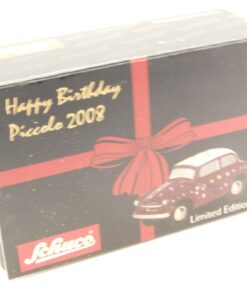 Happy Birthday
Piccolo 2008
Schuco
Limited Edition